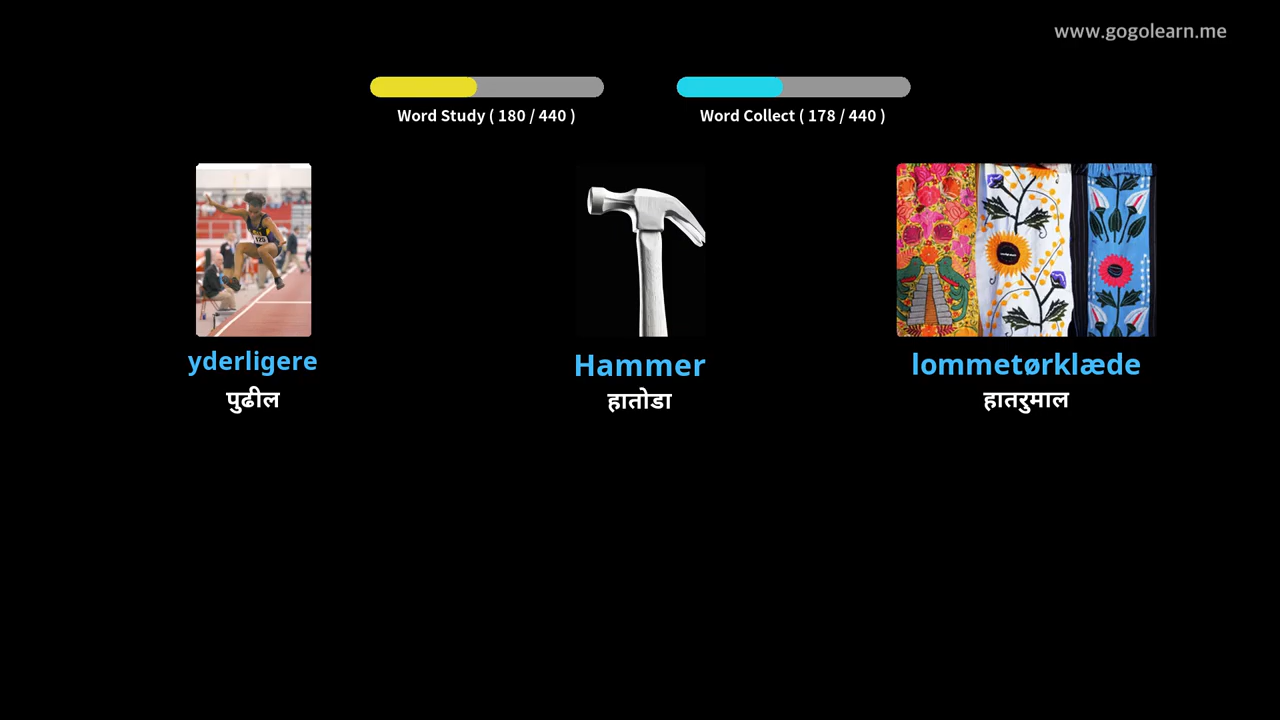 www.gogolearn.me
Word Study ( 180 / 440 )
Word Collect ( 178 / 440 )
yderligere
पुढील
Hammer
हातोडा
lommetørklæde
हातरुमाल